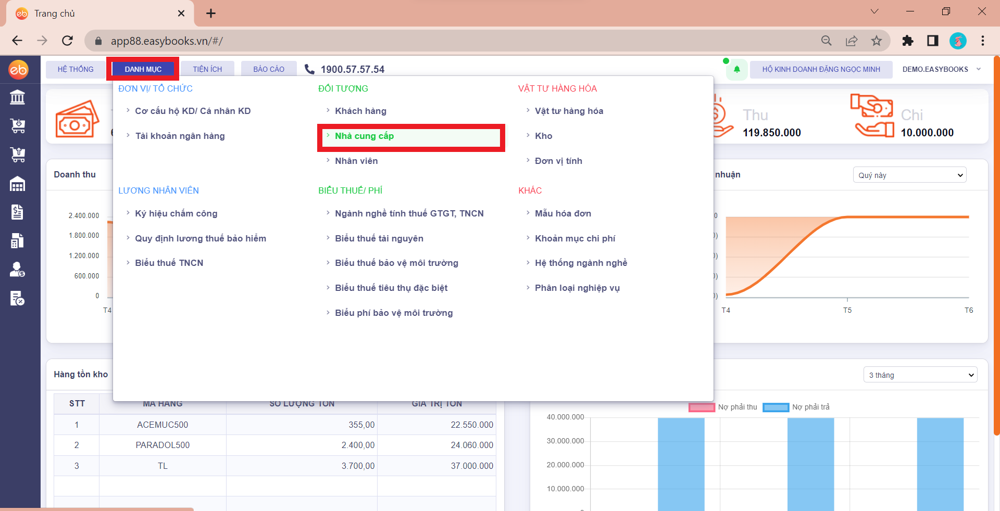 Trang chủ
app88.easybooks.vn/#/
eb
HỆ THỐNG
DANH MỤC
TIỆN ÍCH
BÁO CÁO
1900.57.57.54
HỘ KINH DOANH ĐẶNG NGỌC MINH
DEMO.EASYBOOKS
ĐƠN VỊ/ TỔ CHỨC
Cơ cấu hộ KD/ Cá nhân KD
Tài khoản ngân hàng
ĐỐI TƯỢNG
Khách hàng
Nhà cung cấp
Nhân viên
VẬT TƯ HÀNG HÓA
Vật tư hàng hóa
Kho
Đơn vị tính
LƯƠNG NHÂN VIÊN
Ký hiệu chấm công
Quy định lương thuế bảo hiểm
Biểu thuế TNCN
BIỂU THUẾ/ PHÍ
Ngành nghề tính thuế GTGT, TNCN
Biểu thuế tài nguyên
Biểu thuế bảo vệ môi trường
Biểu thuế tiêu thụ đặc biệt
Biểu phí bảo vệ môi trường
KHÁC
Mẫu hóa đơn
Khoản mục chi phí
Hệ thống ngành nghề
Phân loại nghiệp vụ
Thu
119.850.000
Chi
10.000.000
Doanh thu
2.400.000
1.800.000
1.200.000
600.000
0
T4
nhuận
Quý này
T4
T5
T6
Hàng tồn kho
STT
MÃ HÀNG
SỐ LƯỢNG TỒN
GIÁ TRỊ TỒN
1 ACEMUC500 355,00 22.550.000
2 PARADOL500 2.400,00 24.060.000
3 TL 3.700,00 37.000.000
3 tháng
Nợ phải thu
Nợ phải trả
40.000.000
30.000.000
20.000.000
10.000.000